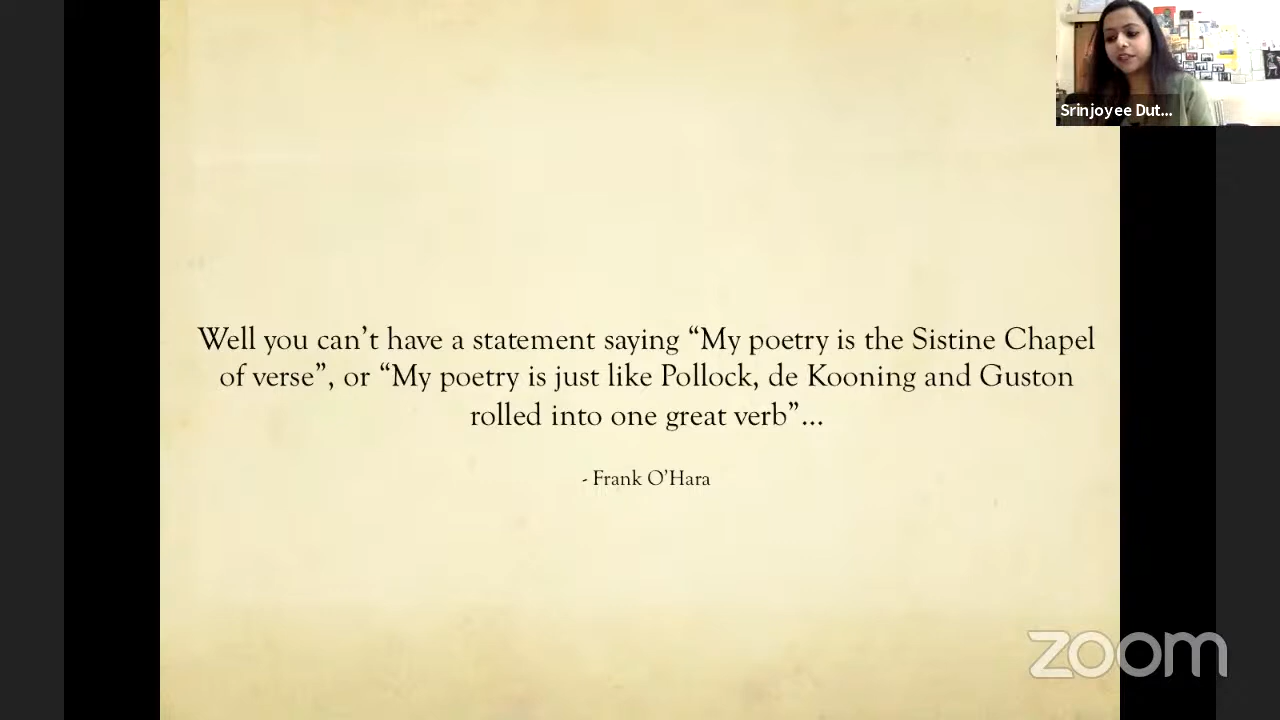 Srinjoyee Dut...
Well you can’t have a statement saying “My poetry is the Sistine Chapel
of verse”, or “My poetry is just like Pollock, de Kooning and Guston
rolled into one great verb”...
- Frank O’Hara
zoom